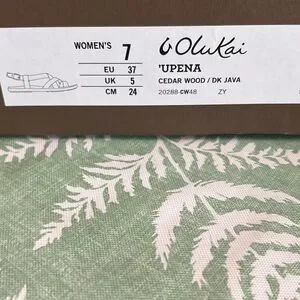 WOMEN'S 7
EU 37
UK 5
CM 24
OluKai
'UPENA
CEDAR WOOD / DK JAVA
20288-CW48 ZY